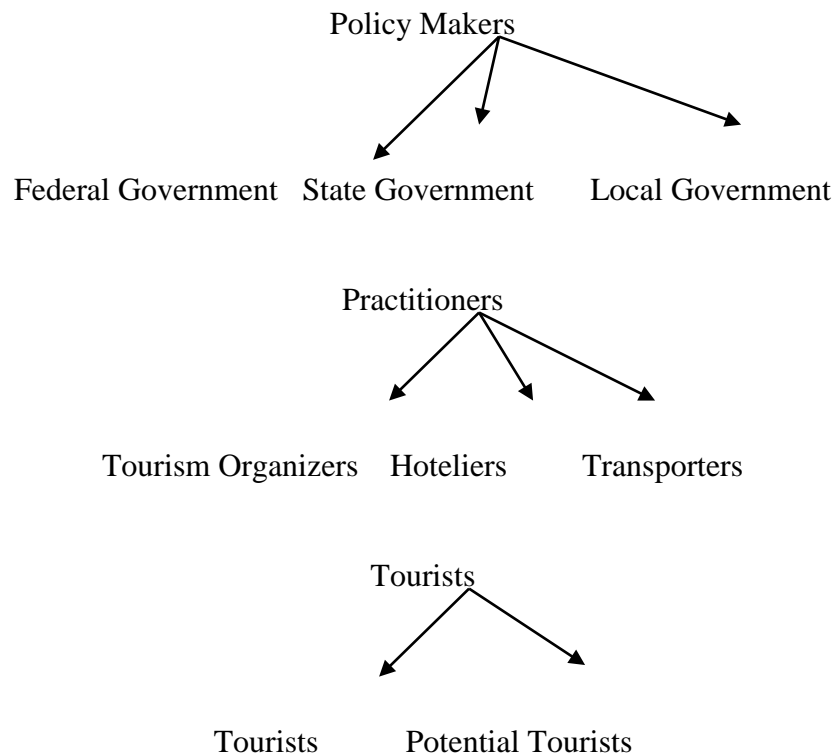 Policy Makers
Federal Government State Government Local Government
Practitioners
Tourism Organizers Hoteliers Transporters
Tourists
Tourists Potential Tourists